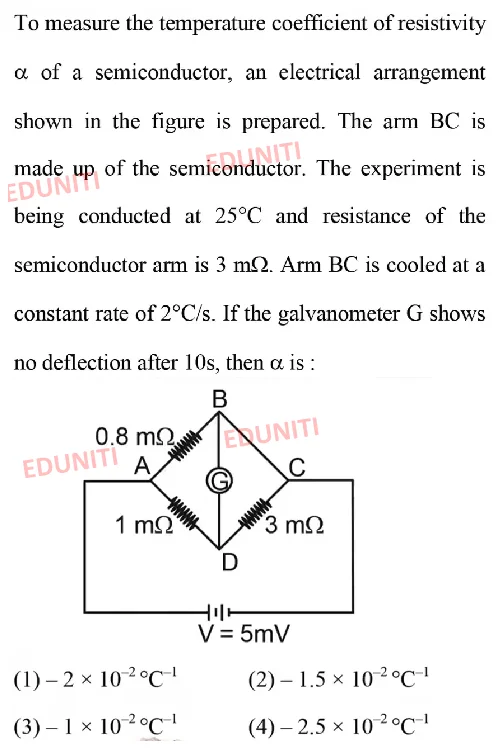 To measure the temperature coefficient of resistivity
α of a semiconductor, an electrical arrangement
shown in the figure is prepared. The arm BC is
made up of the semiconductor. The experiment is
EDUNITI
EDUNITI
being conducted at 25°C and resistance of the
semiconductor arm is 3 mΩ. Arm BC is cooled at a
constant rate of 2°C/s. If the galvanometer G shows
no deflection after 10s, then α is :
B
0.8 mΩ
EDUNITI
EDUNITI
A
G
C
1 mΩ
3 mΩ
D
V = 5mV
(1) – 2 × 10⁻² °C⁻¹ (2) – 1.5 × 10⁻² °C⁻¹
(3) – 1 × 10⁻² °C⁻¹ (4) – 2.5 × 10⁻² °C⁻¹